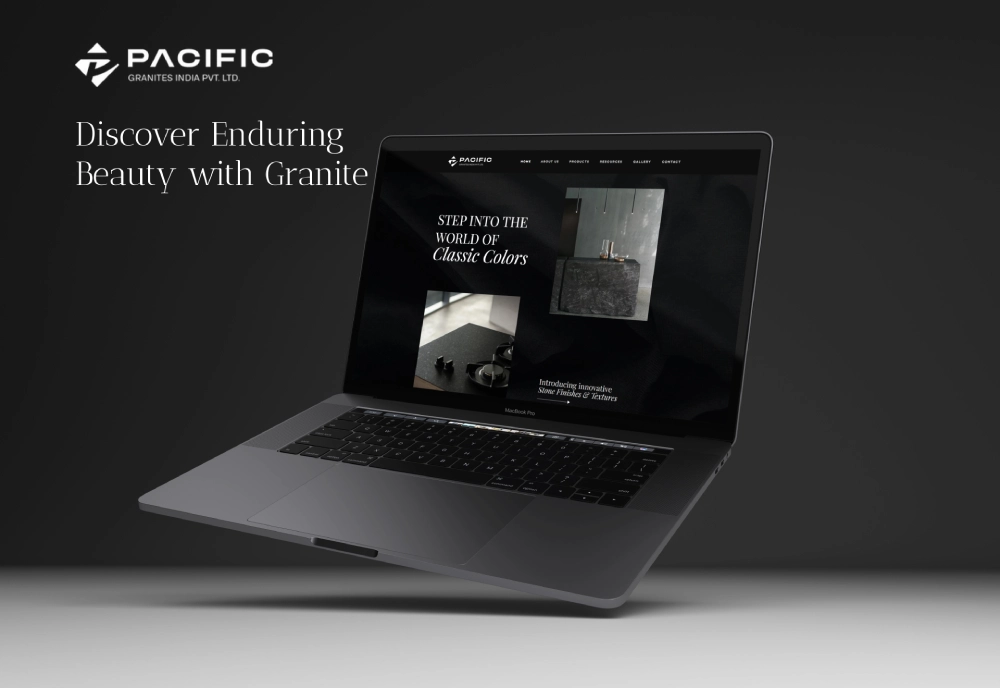 PACIFIC
GRANITES INDIA PVT. LTD.
Discover Enduring
Beauty with Granite
PACIFIC
HOME ABOUT US PRODUCTS RESOURCES GALLERY CONTACT
STEP INTO THE
WORLD OF
Classic Colors
Introducing innovative
Stone Finishes & Textures
MacBook Pro